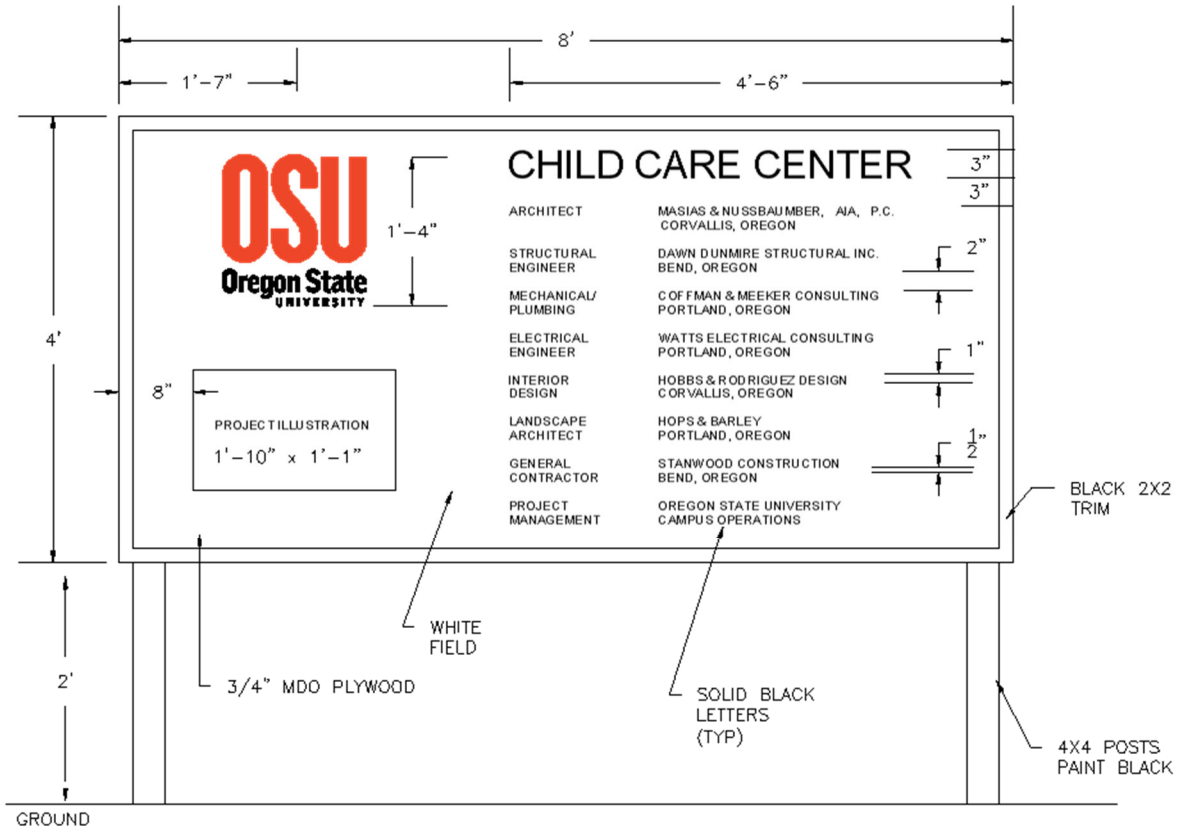 8'
1'-7"
4'-6"
OSU
Oregon State
UNIVERSITY
1'-4"
CHILD CARE CENTER
3"
3"
ARCHITECT MASIAS & NUSSBAUMBER, AIA, P.C.
CORVALLIS, OREGON
STRUCTURAL DAWN DUNMIRE STRUCTURAL INC.
ENGINEER BEND, OREGON
2"
MECHANICAL/ COFFMAN & MEEKER CONSULTING
PLUMBING PORTLAND, OREGON
4'
ELECTRICAL WATTS ELECTRICAL CONSULTING
ENGINEER PORTLAND, OREGON
1"
8"
INTERIOR HOBBS & RODRIGUEZ DESIGN
DESIGN CORVALLIS, OREGON
PROJECT ILLUSTRATION
1'-10" x 1'-1"
LANDSCAPE HOPS & BARLEY
ARCHITECT PORTLAND, OREGON
1/2"
GENERAL STANWOOD CONSTRUCTION
CONTRACTOR BEND, OREGON
PROJECT OREGON STATE UNIVERSITY
MANAGEMENT CAMPUS OPERATIONS
BLACK 2X2
TRIM
WHITE
FIELD
2'
3/4" MDO PLYWOOD
SOLID BLACK
LETTERS
(TYP)
4X4 POSTS
PAINT BLACK
GROUND